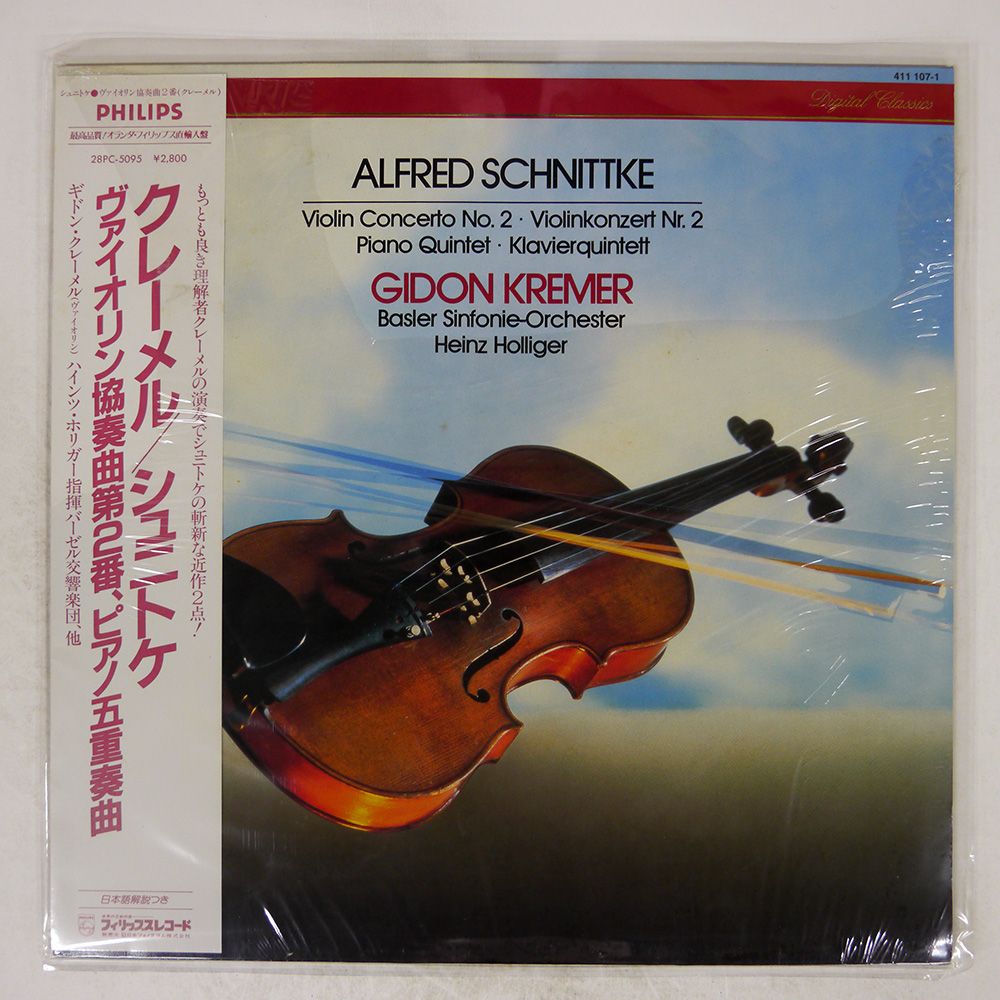 シュニトケ●ヴァイオリン協奏曲2番(クレーメル)
PHILIPS
最高品質!オランダ・フィリップス直輸入盤
28PC-5095 ¥2,800
もっとも良き理解者クレーメルの演奏でシュニトケの斬新な近作2点!
クレーメル/シュニトケ
ヴァイオリン協奏曲第2番、ピアノ五重奏曲
ギドン・クレーメル(ヴァイオリン) ハインツ・ホリガー指揮バーゼル交響楽団、他
日本語解説つき
フィリップスレコード
411 107-1
Digital Classics
ALFRED SCHNITTKE
Violin Concerto No. 2 · Violinkonzert Nr. 2
Piano Quintet · Klavierquintett
GIDON KREMER
Basler Sinfonie-Orchester
Heinz Holliger